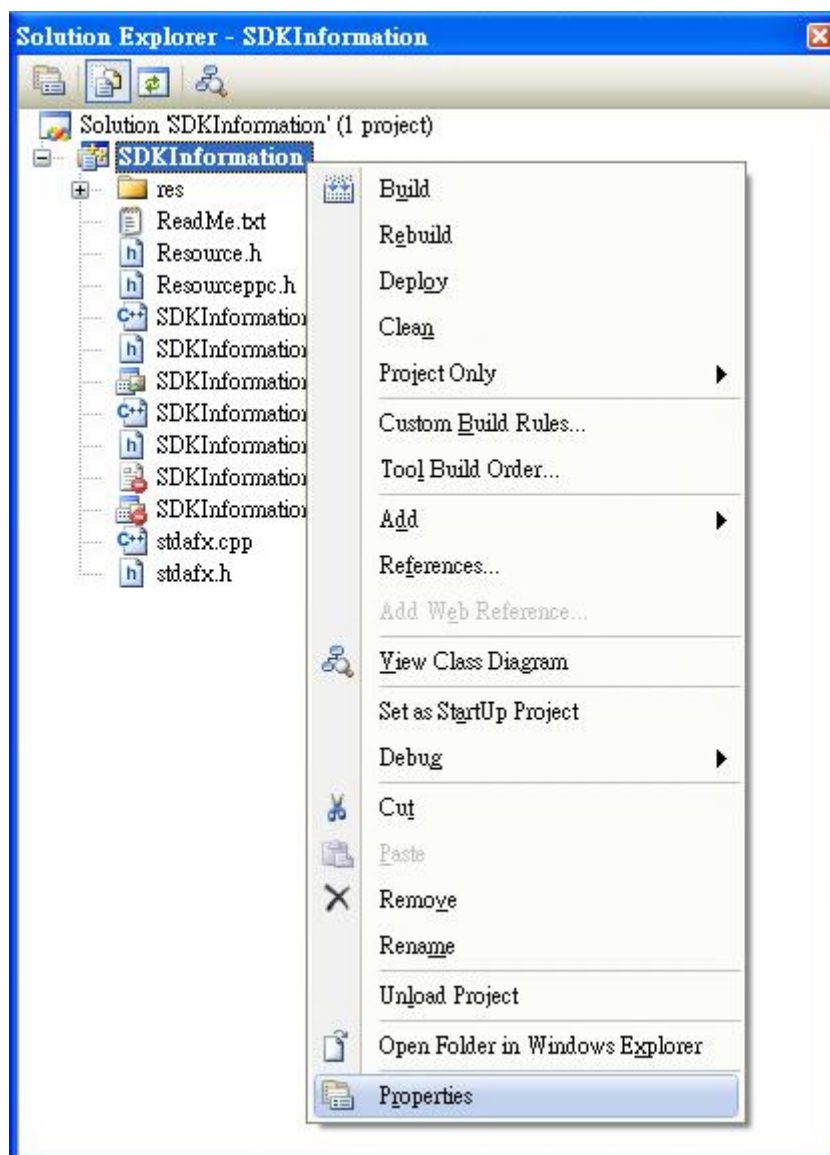 Solution Explorer - SDKInformation
Solution 'SDKInformation' (1 project)
SDKInformation
res
ReadMe.txt
Resource.h
Resourceppc.h
SDKInformation
SDKInformation
SDKInformation
SDKInformation
SDKInformation
SDKInformation
SDKInformation
stdafx.cpp
stdafx.h
Build
Rebuild
Deploy
Clean
Project Only
Custom Build Rules...
Tool Build Order...
Add
References...
Add Web Reference...
View Class Diagram
Set as StartUp Project
Debug
Cut
Paste
Remove
Rename
Unload Project
Open Folder in Windows Explorer
Properties